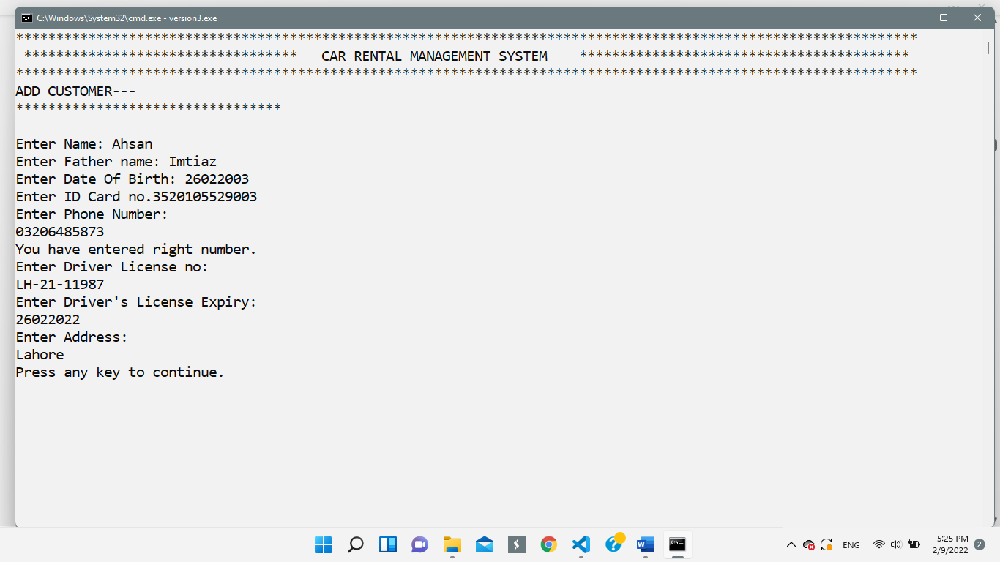 C:\Windows\System32\cmd.exe - version3.exe
****************************************************************************************************************
********************************** CAR RENTAL MANAGEMENT SYSTEM *****************************************
****************************************************************************************************************
ADD CUSTOMER---
*********************************
Enter Name: Ahsan
Enter Father name: Imtiaz
Enter Date Of Birth: 26022003
Enter ID Card no.3520105529003
Enter Phone Number:
03206485873
You have entered right number.
Enter Driver License no:
LH-21-11987
Enter Driver's License Expiry:
26022022
Enter Address:
Lahore
Press any key to continue.
ENG
5:25 PM
2/9/2022
2